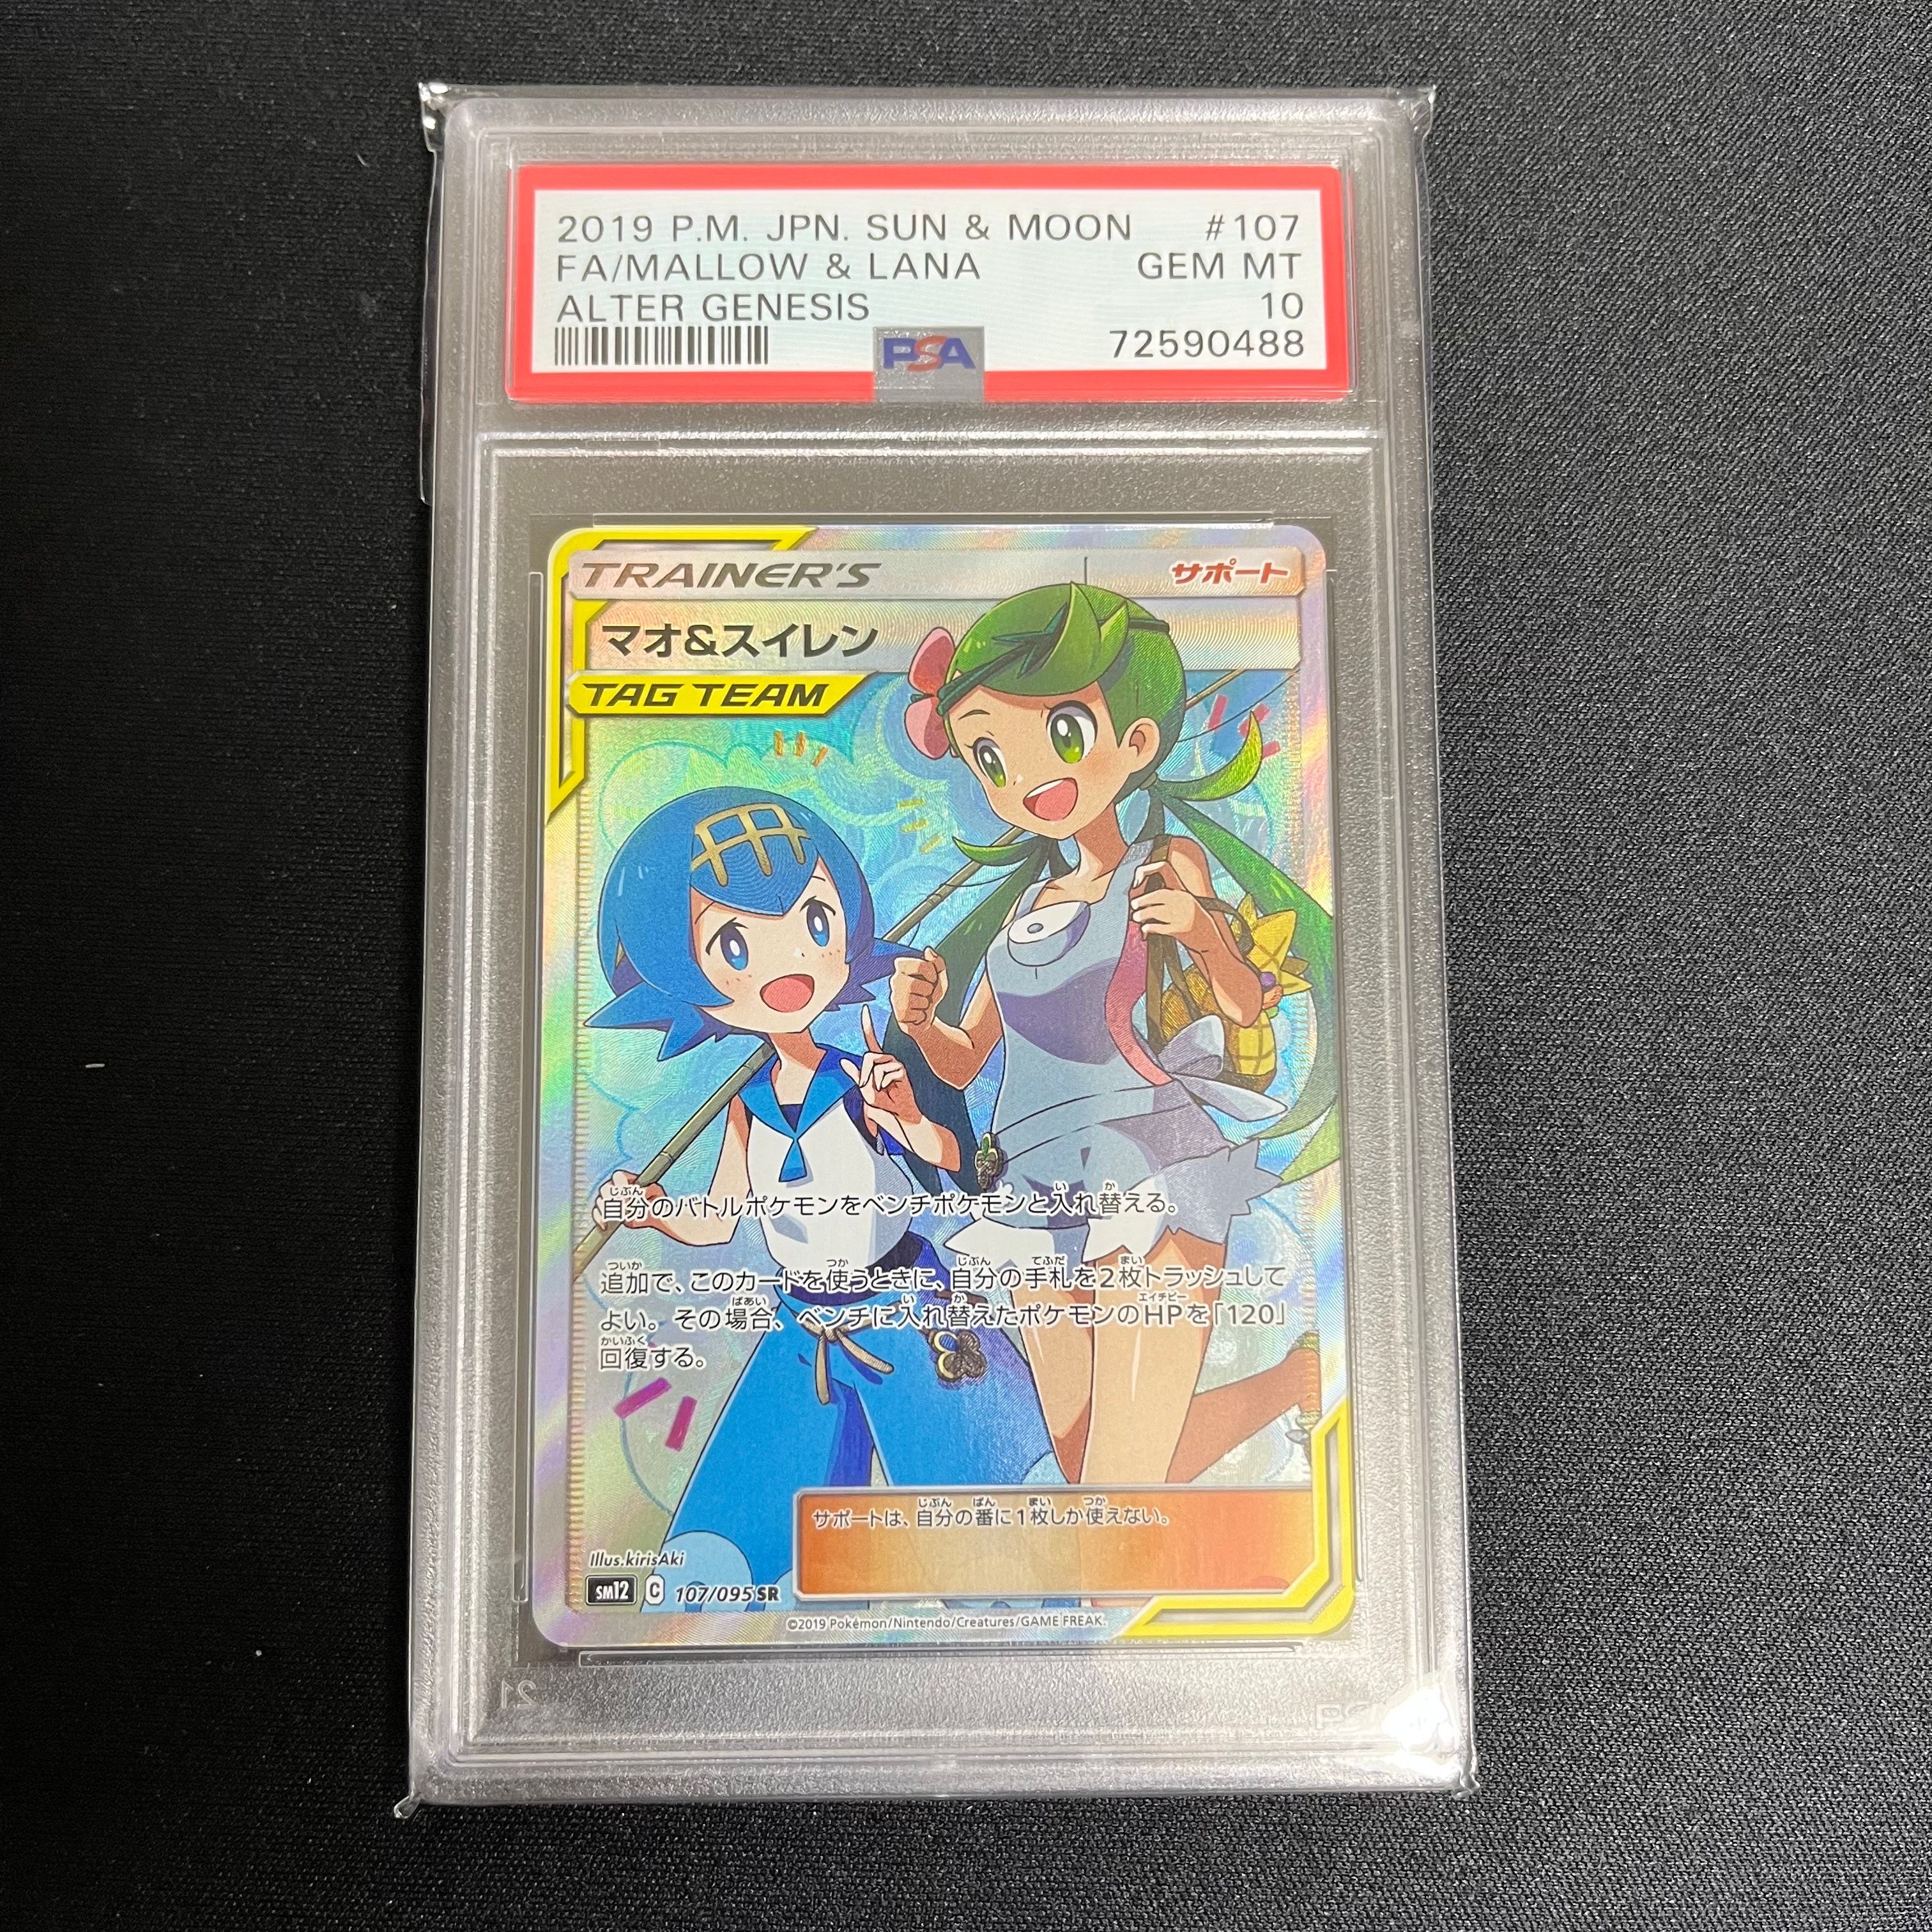 2019 P.M. JPN. SUN & MOON #107
FA/MALLOW & LANA GEM MT
ALTER GENESIS 10
PSA 72590488
TRAINER'S サポート
マオ&スイレン
TAG TEAM
自分のバトルポケモンをベンチポケモンと入れ替える。
追加で、このカードを使うときに、自分の手札を2枚トラッシュして
よい。その場合、ベンチに入れ替えたポケモンのHPを「120」
回復する。
サポートは、自分の番に1枚しか使えない。
Illus.kirisAki
SM12 C 107/095 SR
©2019 Pokémon/Nintendo/Creatures/GAME FREAK.